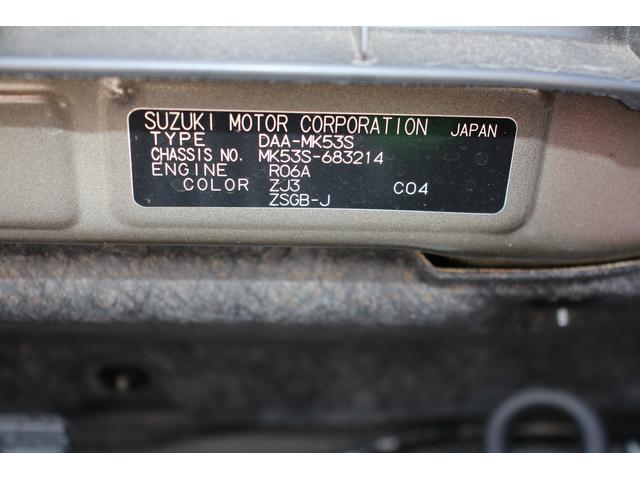 SUZUKI MOTOR CORPORATION JAPAN
TYPE DAA-MK53S
CHASSIS NO. MK53S-683214
ENGINE R06A
COLOR ZJ3 C04
ZSGB-J